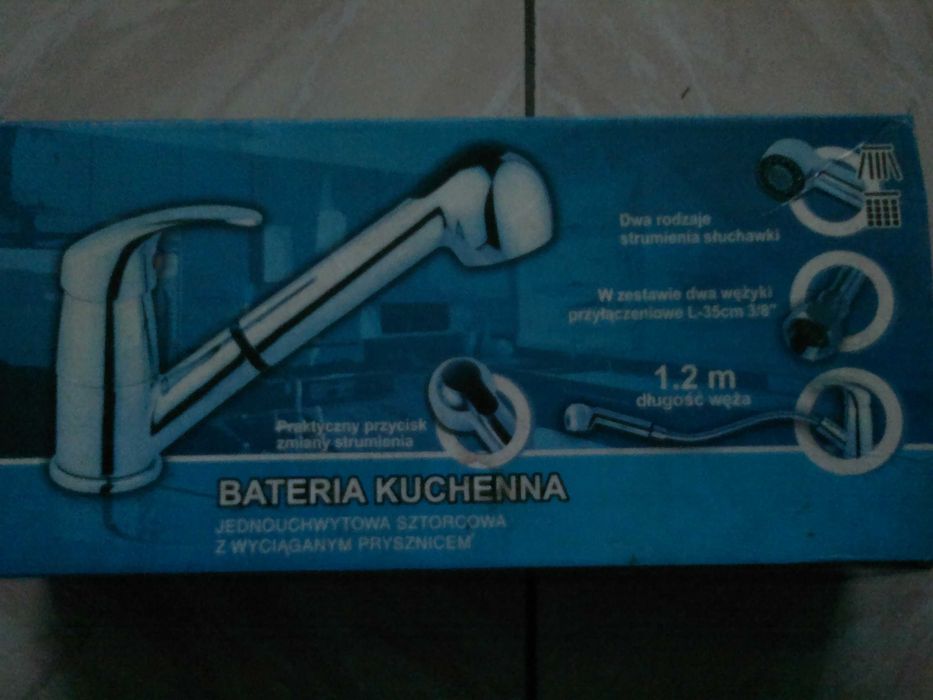 Dwa rodzaje
strumienia słuchawki
W zestawie dwa wężyki
przyłączeniowe L-35cm 3/8"
1.2 m
długość węża
Praktyczny przycisk
zmiany strumienia
BATERIA KUCHENNA
JEDNOUCHWYTOWA SZTORCOWA
Z WYCIĄGANYM PRYSZNICEM